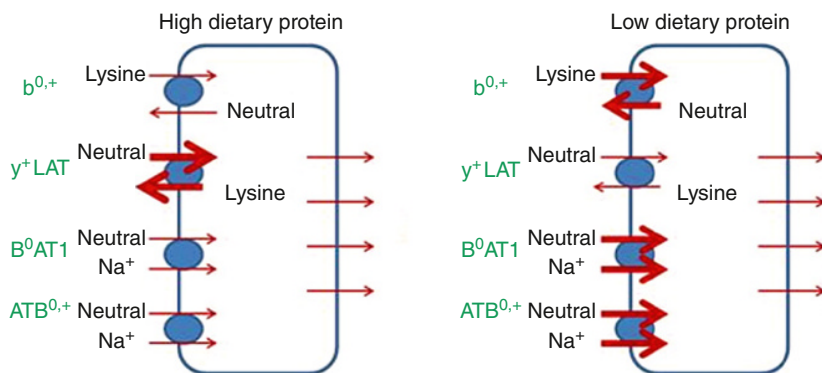 High dietary protein
b⁰,⁺
Lysine
Neutral
y⁺LAT
Neutral
Lysine
B⁰AT1
Neutral
Na⁺
ATB⁰,⁺
Neutral
Na⁺
Low dietary protein
b⁰,⁺
Lysine
Neutral
y⁺LAT
Neutral
Lysine
B⁰AT1
Neutral
Na⁺
ATB⁰,⁺
Neutral
Na⁺